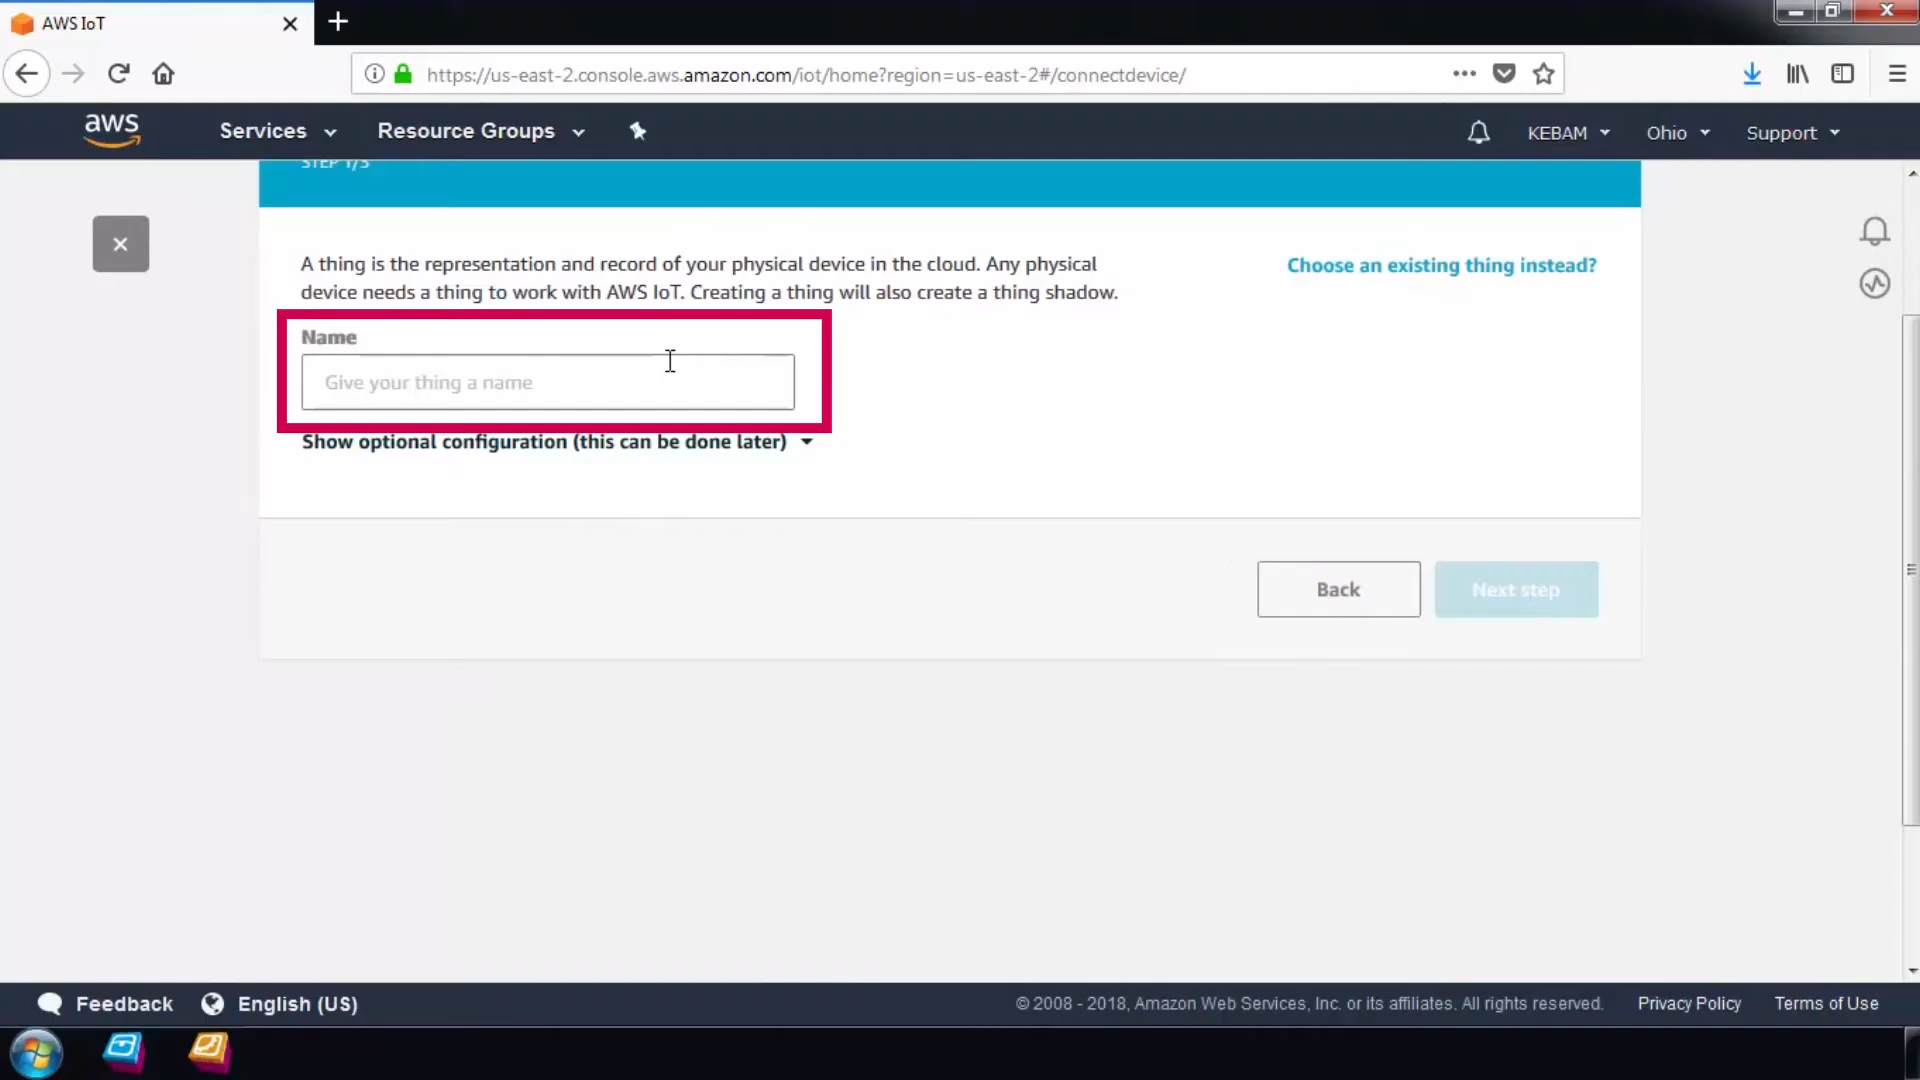 AWS IoT
https://us-east-2.console.aws.amazon.com/iot/home?region=us-east-2#/connectdevice/
aws Services Resource Groups KEBAM Ohio Support
STEP 1/3
A thing is the representation and record of your physical device in the cloud. Any physical
device needs a thing to work with AWS IoT. Creating a thing will also create a thing shadow.
Choose an existing thing instead?
Name
Give your thing a name
Show optional configuration (this can be done later)
Back Next step
Feedback English (US) © 2008 - 2018, Amazon Web Services, Inc. or its affiliates. All rights reserved. Privacy Policy Terms of Use